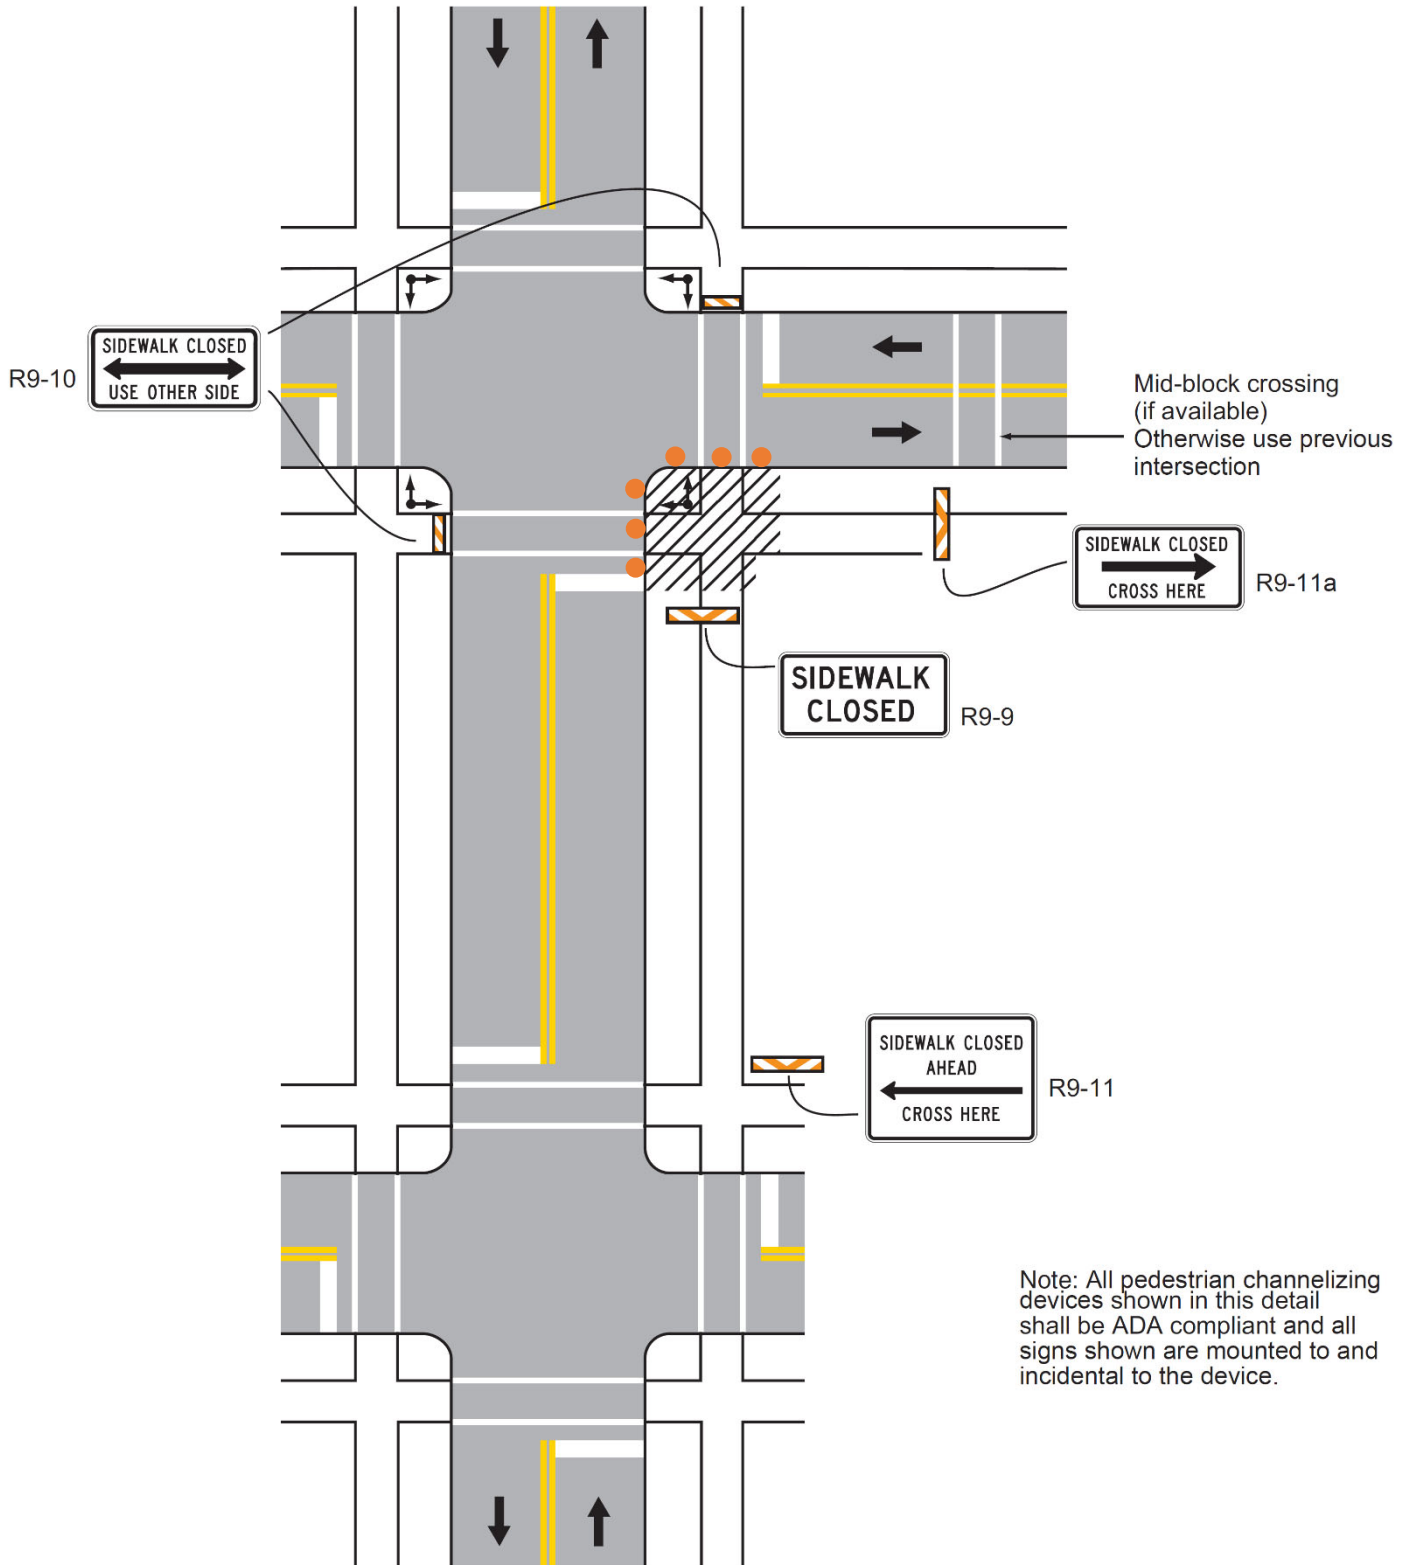 SIDEWALK CLOSED
USE OTHER SIDE
R9-10
Mid-block crossing
(if available)
Otherwise use previous
intersection
SIDEWALK CLOSED
CROSS HERE
R9-11a
SIDEWALK
CLOSED
R9-9
SIDEWALK CLOSED
AHEAD
CROSS HERE
R9-11
Note: All pedestrian channelizing
devices shown in this detail
shall be ADA compliant and all
signs shown are mounted to and
incidental to the device.